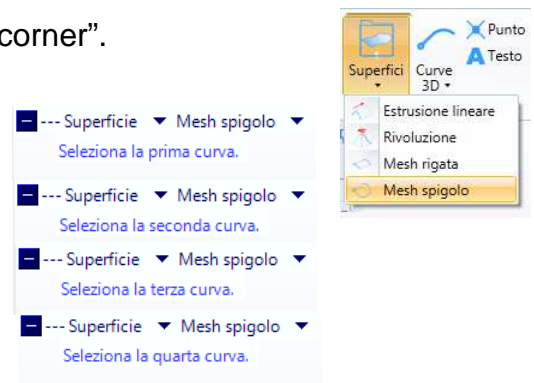 corner”.
Punto
Testo
Superfici
Curve
3D
Estrusione lineare
Rivoluzione
Mesh rigata
Mesh spigolo
--- Superficie Mesh spigolo
Seleziona la prima curva.
--- Superficie Mesh spigolo
Seleziona la seconda curva.
--- Superficie Mesh spigolo
Seleziona la terza curva.
--- Superficie Mesh spigolo
Seleziona la quarta curva.